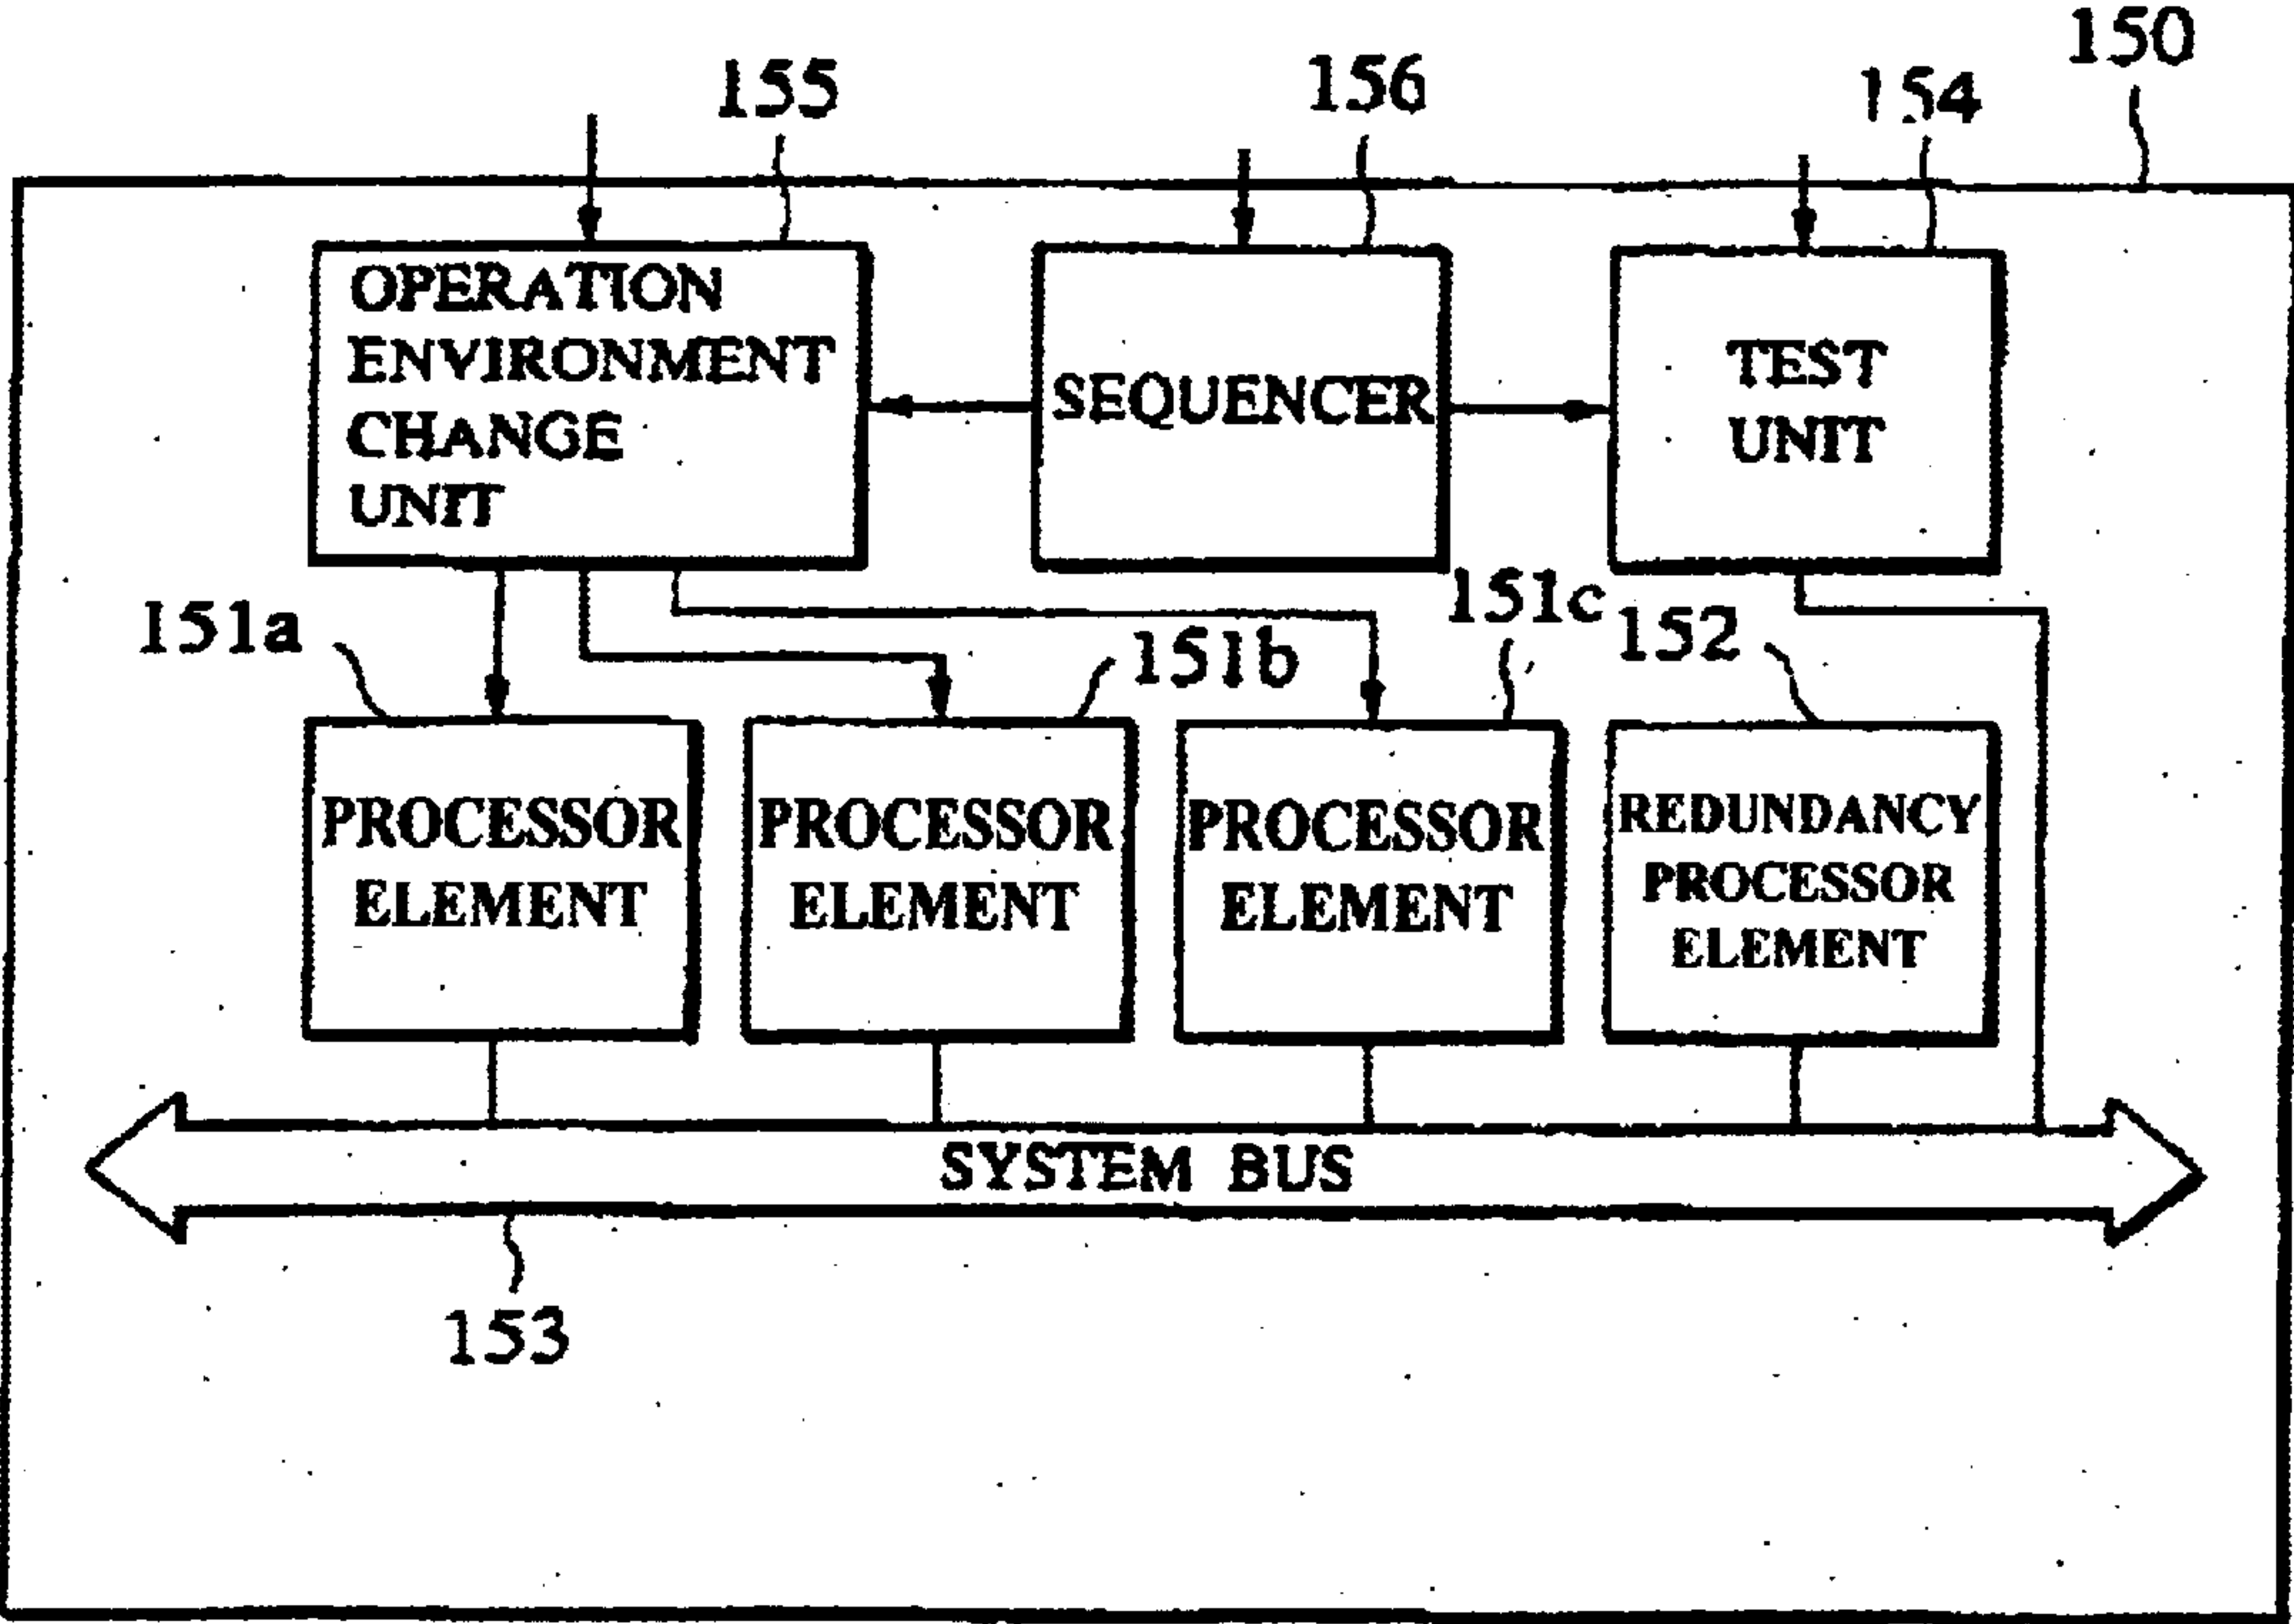 150
155
156
154
OPERATION
ENVIRONMENT
CHANGE
UNIT
SEQUENCER
TEST
UNIT
151a
151b
151c
152
PROCESSOR
ELEMENT
PROCESSOR
ELEMENT
PROCESSOR
ELEMENT
REDUNDANCY
PROCESSOR
ELEMENT
SYSTEM BUS
153